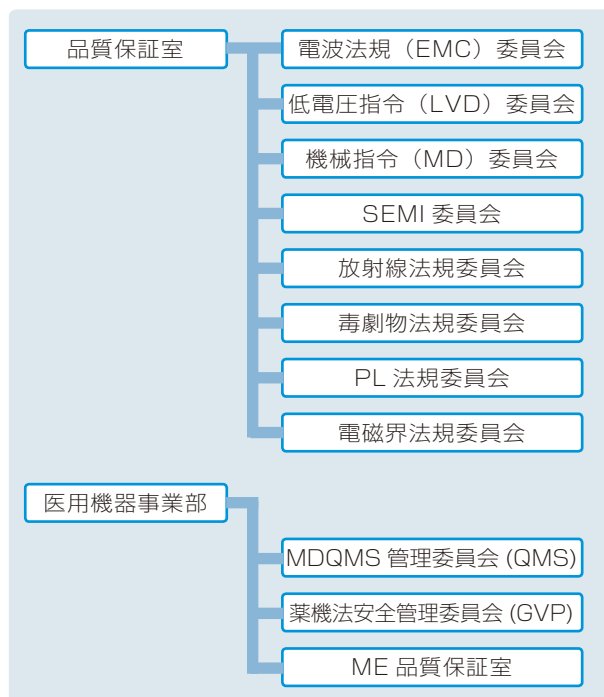 品質保証室
電波法規（EMC）委員会
低電圧指令（LVD）委員会
機械指令（MD）委員会
SEMI 委員会
放射線法規委員会
毒劇物法規委員会
PL 法規委員会
電磁界法規委員会
医用機器事業部
MDQMS 管理委員会 (QMS)
薬機法安全管理委員会 (GVP)
ME 品質保証室